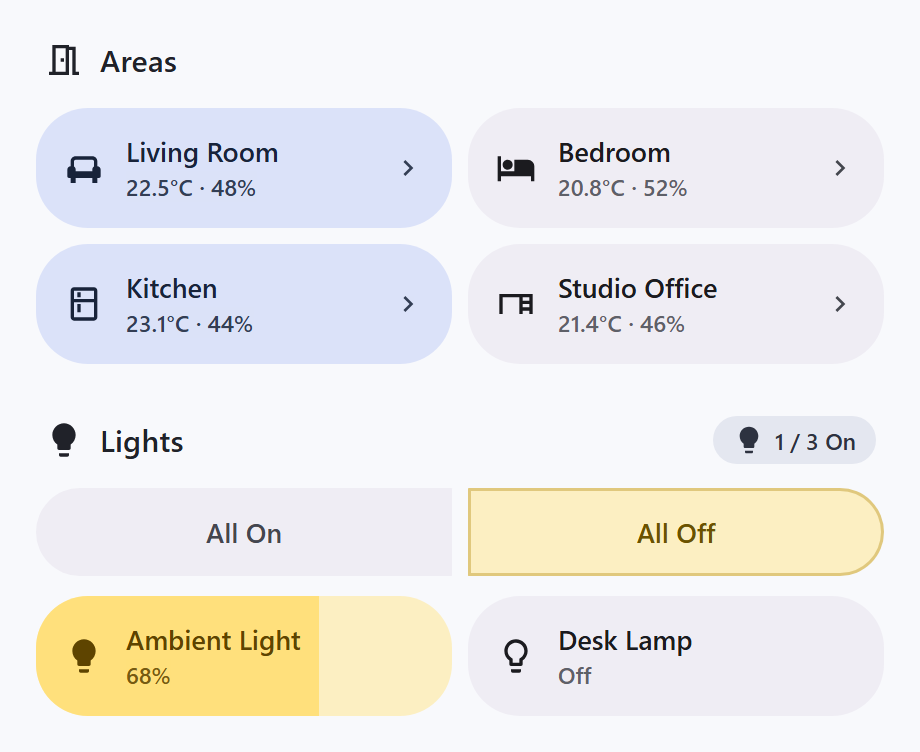 Areas
Living Room
22.5°C · 48%
Bedroom
20.8°C · 52%
Kitchen
23.1°C · 44%
Studio Office
21.4°C · 46%
Lights
1 / 3 On
All On
All Off
Ambient Light
68%
Desk Lamp
Off